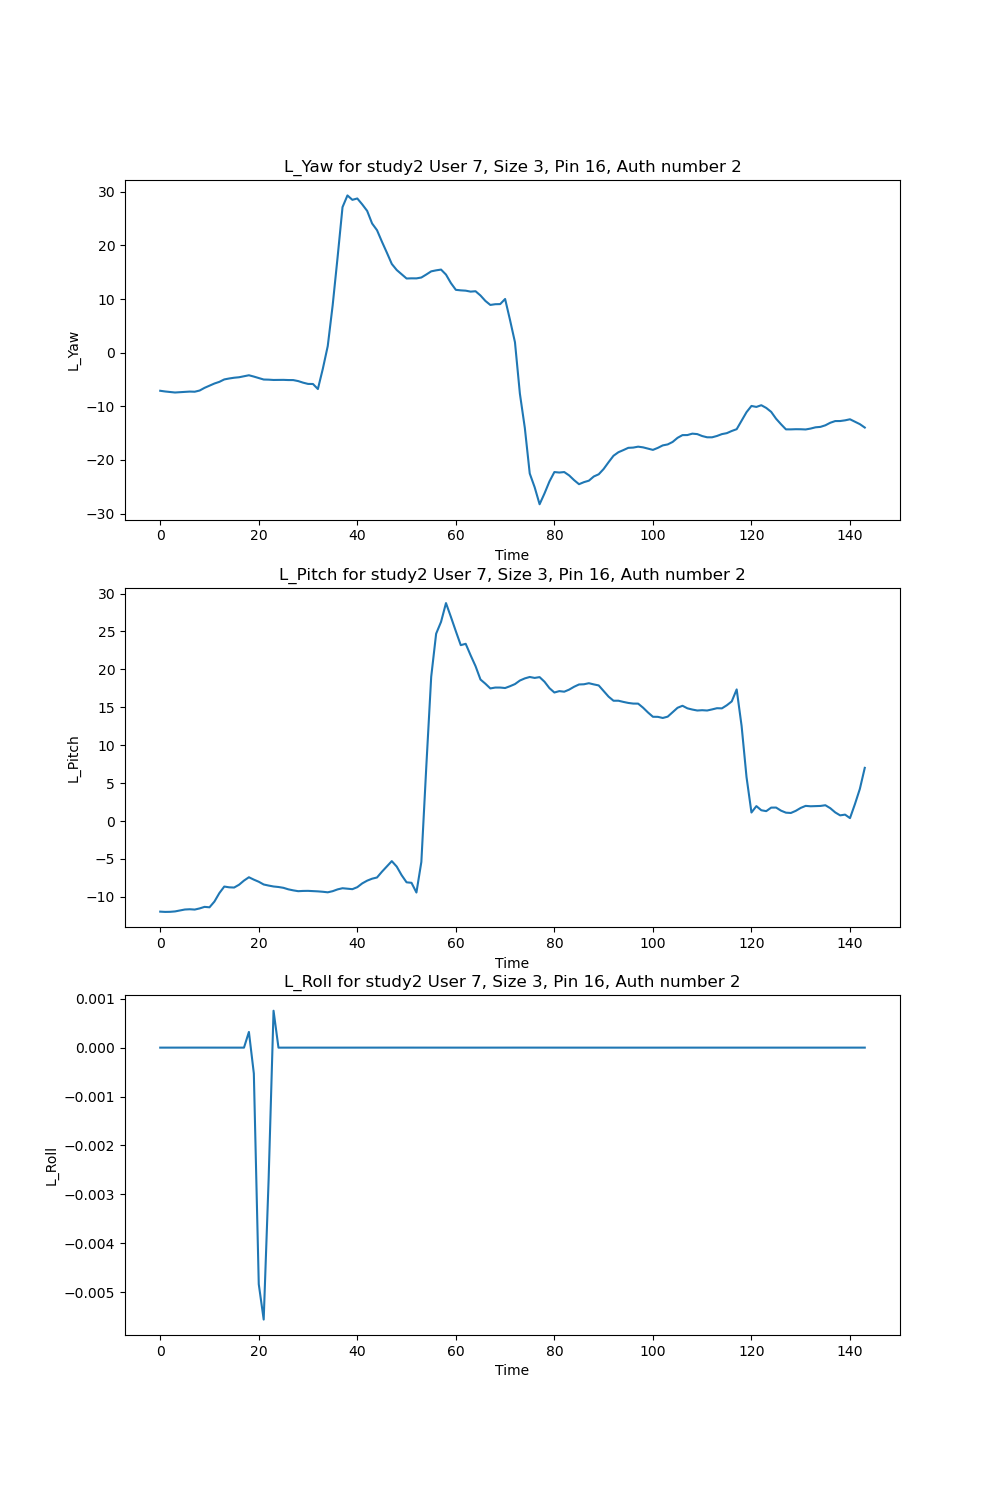 L_Yaw for study2 User 7, Size 3, Pin 16, Auth number 2
30
20
10
0
−10
−20
−30
L_Yaw
0 20 40 60 80 100 120 140
Time
L_Pitch for study2 User 7, Size 3, Pin 16, Auth number 2
30
25
20
15
10
5
0
−5
−10
L_Pitch
0 20 40 60 80 100 120 140
Time
L_Roll for study2 User 7, Size 3, Pin 16, Auth number 2
0.001
0.000
−0.001
−0.002
−0.003
−0.004
−0.005
L_Roll
0 20 40 60 80 100 120 140
Time